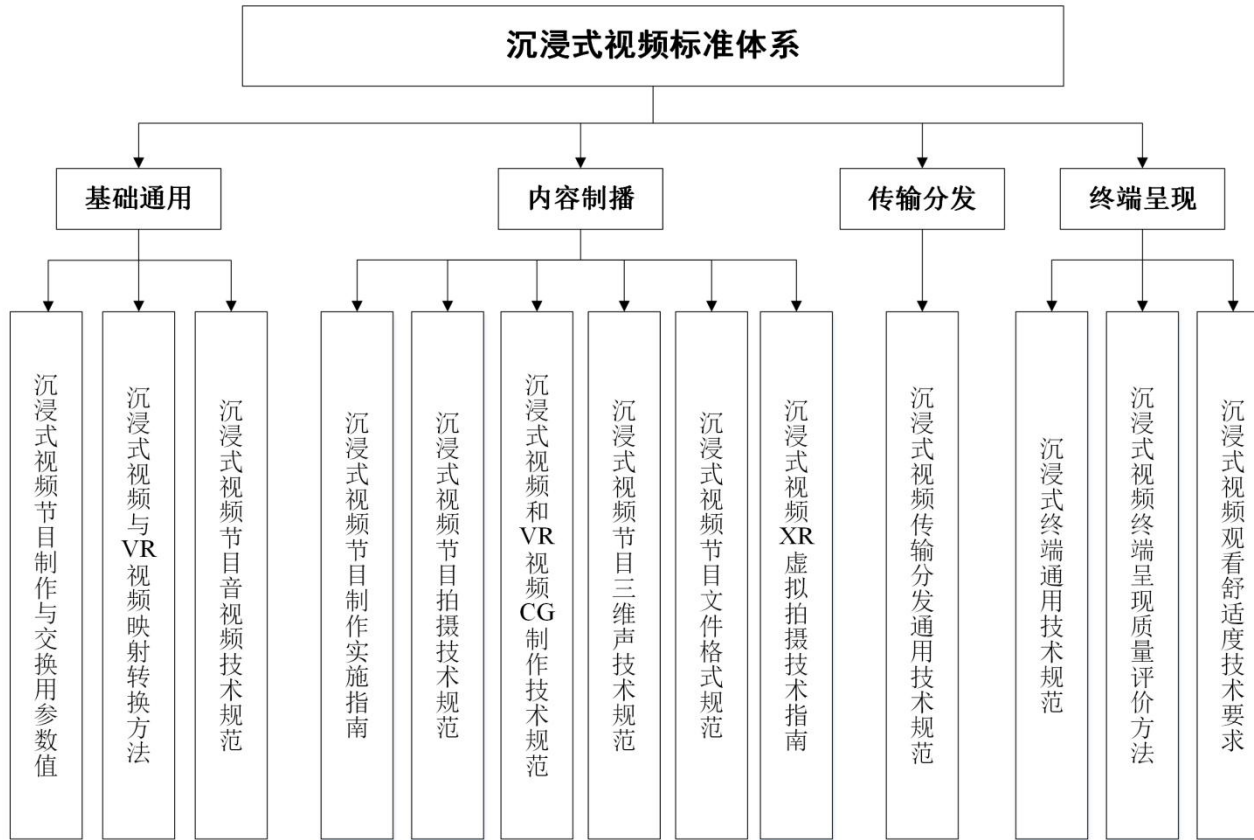 沉浸式视频标准体系
基础通用
内容制播
传输分发
终端呈现
沉浸式视频节目制作与交换用参数值
沉浸式视频与VR视频映射转换方法
沉浸式视频节目音视频技术规范
沉浸式视频节目制作实施指南
沉浸式视频节目拍摄技术规范
沉浸式视频和VR视频CG制作技术规范
沉浸式视频节目三维声技术规范
沉浸式视频节目文件格式规范
沉浸式视频XR虚拟拍摄技术指南
沉浸式视频传输分发通用技术规范
沉浸式终端通用技术规范
沉浸式视频终端呈现质量评价方法
沉浸式视频观看舒适度技术要求